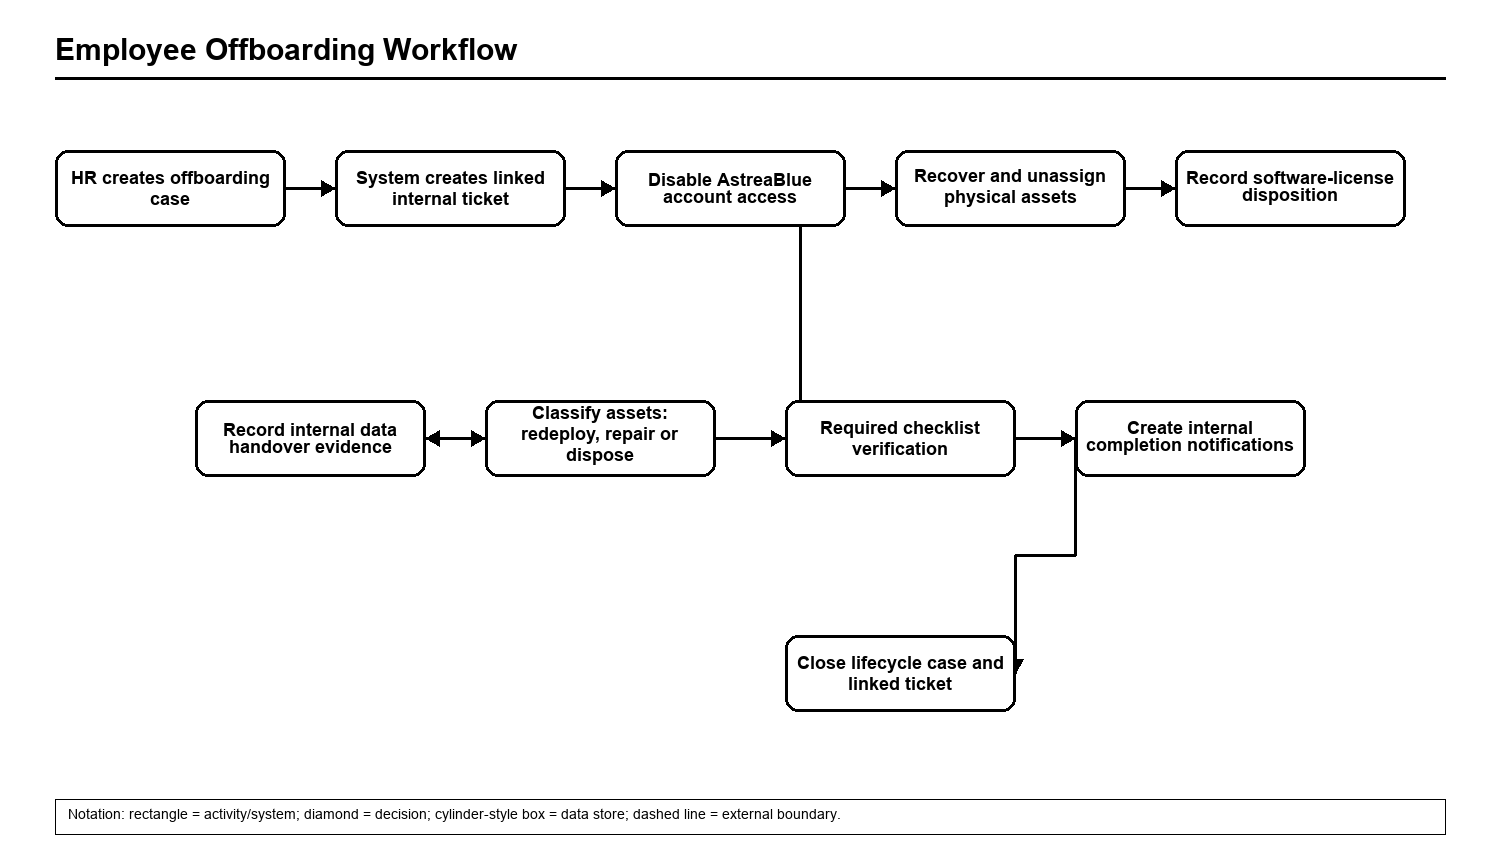 Employee Offboarding Workflow
HR creates offboarding
case
System creates linked
internal ticket
Disable AstreaBlue
account access
Recover and unassign
physical assets
Record software-license
disposition
Record internal data
handover evidence
Classify assets:
redeploy, repair or
dispose
Required checklist
verification
Create internal
completion notifications
Close lifecycle case and
linked ticket
Notation: rectangle = activity/system; diamond = decision; cylinder-style box = data store; dashed line = external boundary.